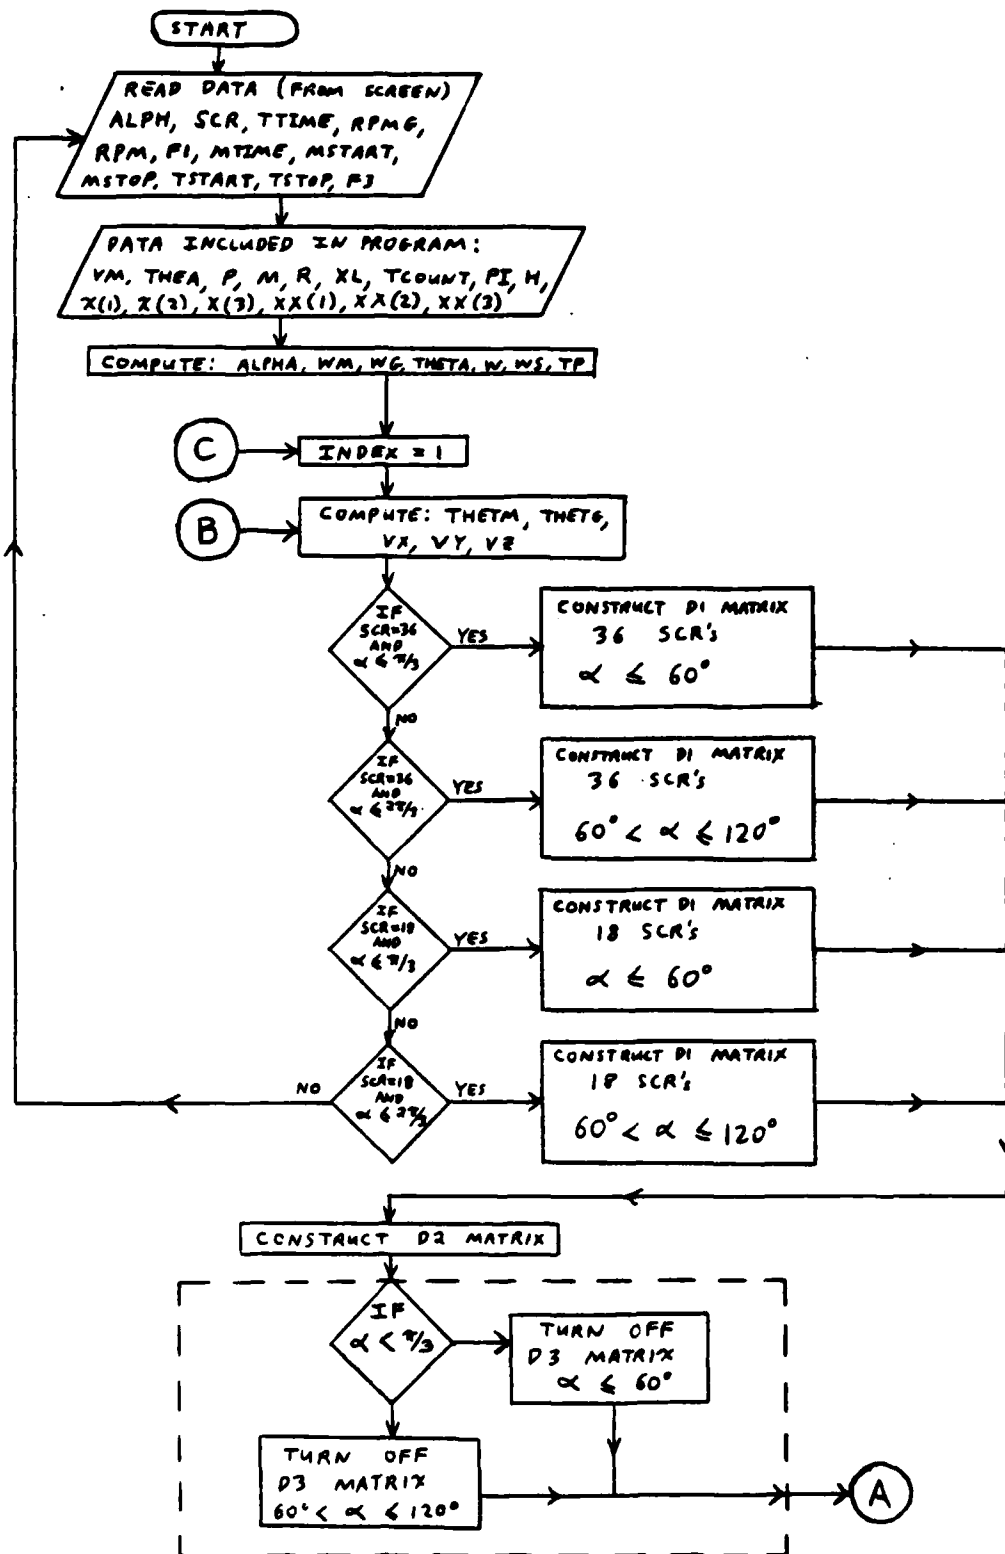 START
READ DATA (FROM SCREEN)
ALPH, SCR, TTIME, RPMG,
RPM, F1, MTIME, MSTART,
MSTOP, TSTART, TSTOP, F3
DATA INCLUDED IN PROGRAM:
VM, THEA, P, M, R, XL, TCOUNT, PI, H,
X(1), X(2), X(3), XX(1), XX(2), XX(3)
COMPUTE: ALPHA, WM, WG, THETA, W, WS, TP
C
INDEX = 1
B
COMPUTE: THETM, THETG,
VX, VY, VZ
IF
SCR=36
AND
α ≤ π/3
YES
CONSTRUCT D1 MATRIX
36 SCR's
α ≤ 60°
NO
IF
SCR=36
AND
α ≤ 2π/3
YES
CONSTRUCT D1 MATRIX
36 SCR's
60° < α ≤ 120°
NO
IF
SCR=18
AND
α ≤ π/3
YES
CONSTRUCT D1 MATRIX
18 SCR's
α ≤ 60°
NO
IF
SCR=18
AND
α ≤ 2π/3
NO
YES
CONSTRUCT D1 MATRIX
18 SCR's
60° < α ≤ 120°
CONSTRUCT D2 MATRIX
IF
α < π/3
TURN OFF
D3 MATRIX
α ≤ 60°
TURN OFF
D3 MATRIX
60° < α ≤ 120°
A